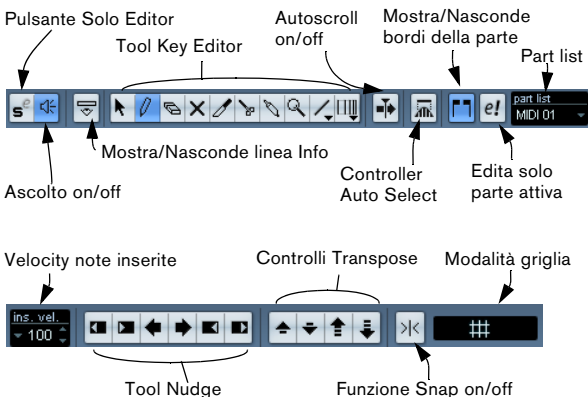 Pulsante Solo Editor
Tool Key Editor
Autoscroll
on/off
Mostra/Nasconde
bordi della parte
Part list
se
e!
part list
MIDI 01
Mostra/Nasconde linea Info
Ascolto on/off
Controller
Auto Select
Edita solo
parte attiva
Velocity note inserite
Controlli Transpose
Modalità griglia
ins. vel.
100
Tool Nudge
Funzione Snap on/off